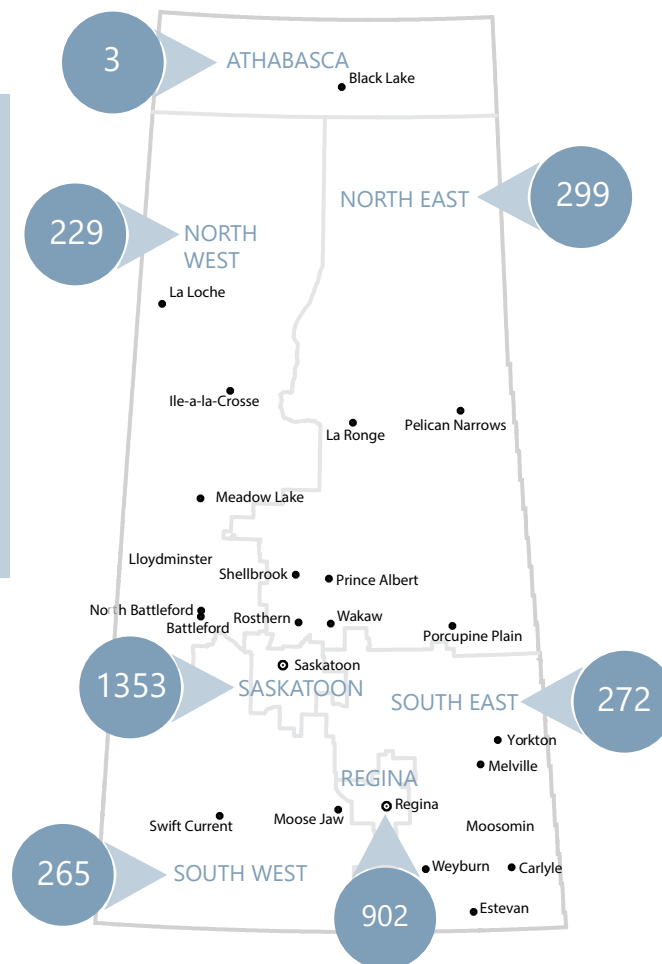 3
ATHABASCA
Black Lake
NORTH EAST
299
229
NORTH
WEST
La Loche
Ile-a-la-Crosse
La Ronge
Pelican Narrows
Meadow Lake
Lloydminster
Shellbrook
Prince Albert
North Battleford
Battleford
Rosthern
Wakaw
Porcupine Plain
Saskatoon
1353
SASKATOON
SOUTH EAST
272
Yorkton
Melville
REGINA
Regina
Swift Current
Moose Jaw
Moosomin
265
SOUTH WEST
Weyburn
Carlyle
902
Estevan